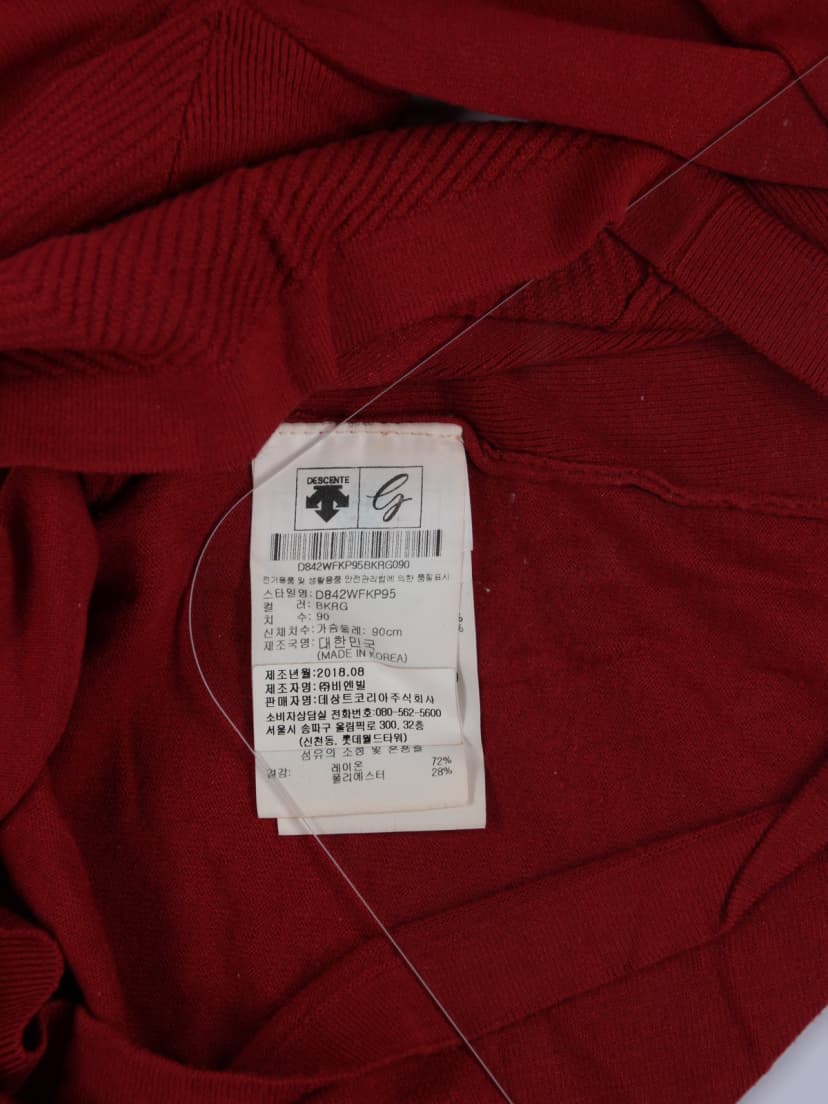 DESCENTE
D842WFKP95BKRG090
전기용품 및 생활용품 안전관리법에 의한 품질표시
스타일명: D842WFKP95
컬 러: BKRG
치 수: 90
신체치수: 가슴둘레: 90cm
제조국명: 대한민국
(MADE IN KOREA)
제조년월: 2018.08
제조자명: ㈜비엔빌
판매자명: 데상트코리아주식회사
소비자상담실 전화번호: 080-562-5600
서울시 송파구 올림픽로 300, 32층
(신천동, 롯데월드타워)
섬유의 조성 및 혼용율
겉감: 레이온 72%
폴리에스터 28%